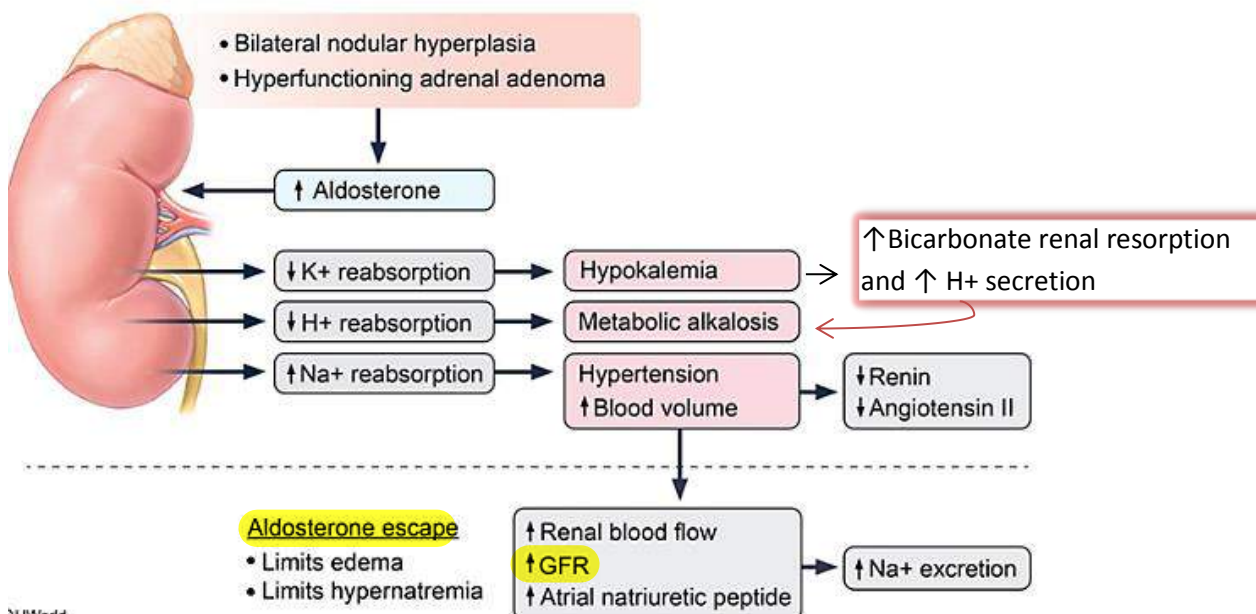 • Bilateral nodular hyperplasia
• Hyperfunctioning adrenal adenoma
↑ Aldosterone
↓ K+ reabsorption
Hypokalemia
↑Bicarbonate renal resorption
and ↑ H+ secretion
↓ H+ reabsorption
Metabolic alkalosis
↑ Na+ reabsorption
Hypertension
↑ Blood volume
↓ Renin
↓ Angiotensin II
Aldosterone escape
• Limits edema
• Limits hypernatremia
↑ Renal blood flow
↑ GFR
↑ Atrial natriuretic peptide
↑ Na+ excretion